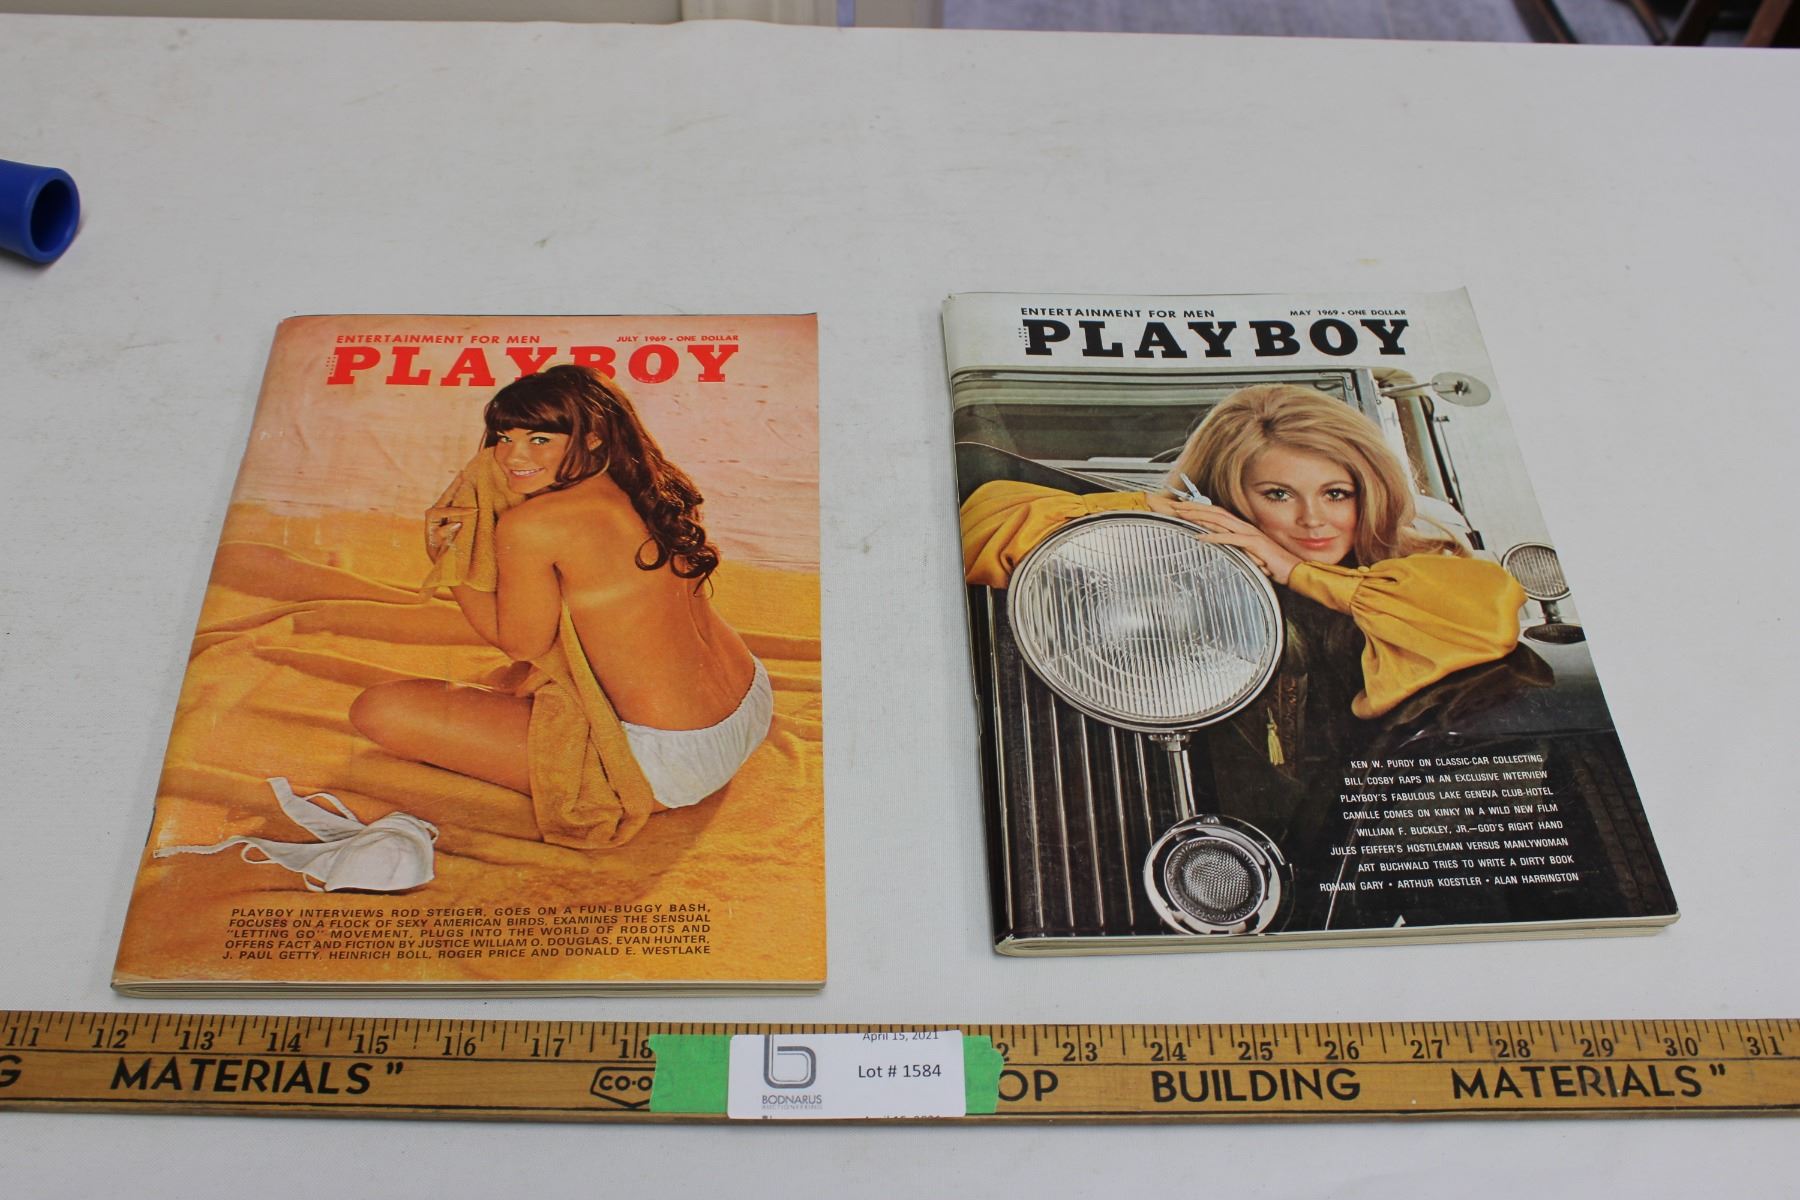 ENTERTAINMENT FOR MEN JULY 1969 • ONE DOLLAR
PLAYBOY
PLAYBOY INTERVIEWS ROD STEIGER, GOES ON A FUN-BUGGY BASH,
FOCUSES ON A FLOCK OF SEXY AMERICAN BIRDS, EXAMINES THE SENSUAL
"LETTING GO" MOVEMENT, PLUGS INTO THE WORLD OF ROBOTS AND
OFFERS FACT AND FICTION BY JUSTICE WILLIAM O. DOUGLAS, EVAN HUNTER,
J. PAUL GETTY, HEINRICH BÖLL, ROGER PRICE AND DONALD E. WESTLAKE
ENTERTAINMENT FOR MEN MAY 1969 • ONE DOLLAR
PLAYBOY
KEN W. PURDY ON CLASSIC-CAR COLLECTING
BILL COSBY RAPS IN AN EXCLUSIVE INTERVIEW
PLAYBOY'S FABULOUS LAKE GENEVA CLUB-HOTEL
CAMILLE COMES ON KINKY IN A WILD NEW FILM
WILLIAM F. BUCKLEY, JR.—GOD'S RIGHT HAND
JULES FEIFFER'S HOSTILEMAN VERSUS MANLYWOMAN
ART BUCHWALD TRIES TO WRITE A DIRTY BOOK
ROMAIN GARY • ARTHUR KOESTLER • ALAN HARRINGTON
11 12 13 14 15 16 17 18 2 23 24 25 26 27 28 29 30 31
G MATERIALS" CO-O OP BUILDING MATERIALS"
April 15, 2021
Lot # 1584
BODNARUS
AUCTIONEERING